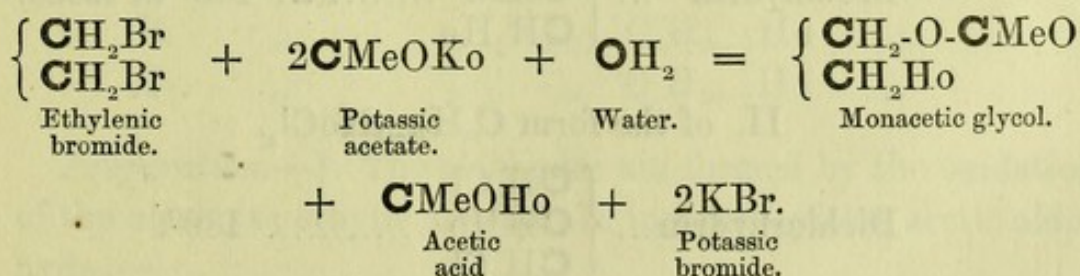 CH₂Br
CH₂Br + 2CMeOKo + OH₂ = CH₂-O-CMeO
CH₂Ho
Ethylenic bromide. Potassic acetate. Water. Monacetic glycol.
+ CMeOHo + 2KBr.
Acetic acid Potassic bromide.